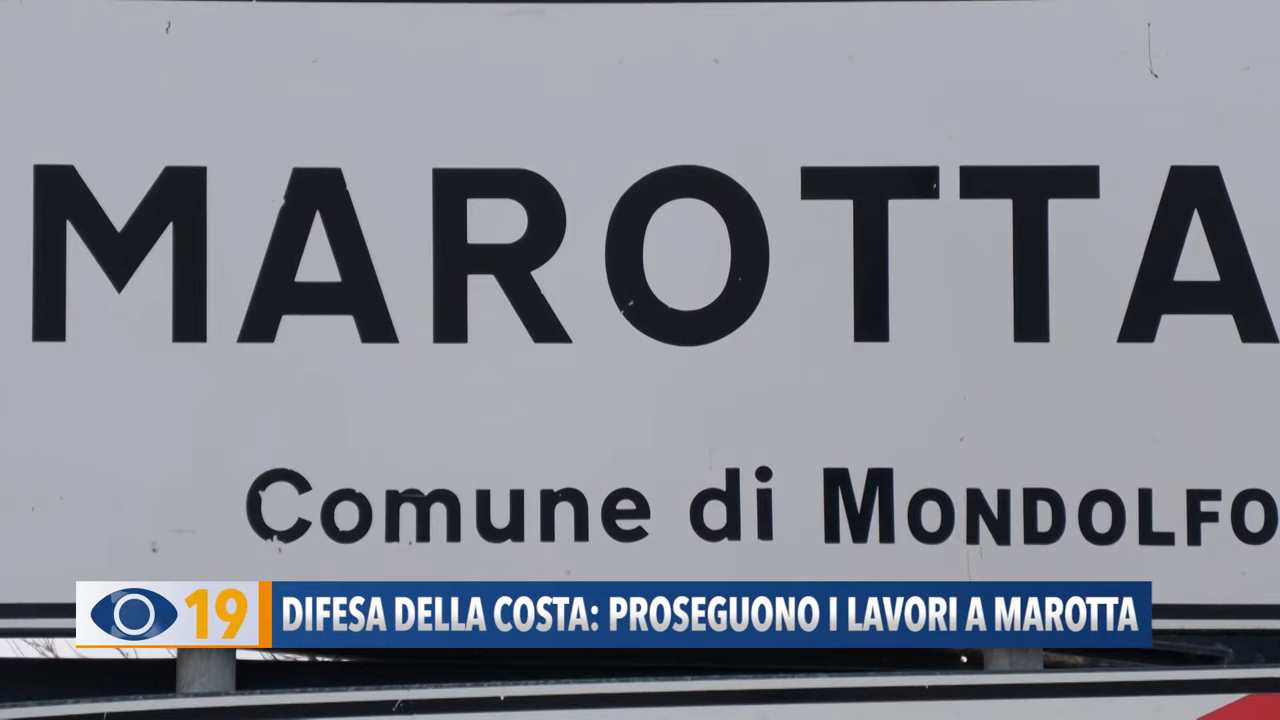 MAROTTA
Comune di MONDOLFO
19 DIFESA DELLA COSTA: PROSEGUONO I LAVORI A MAROTTA